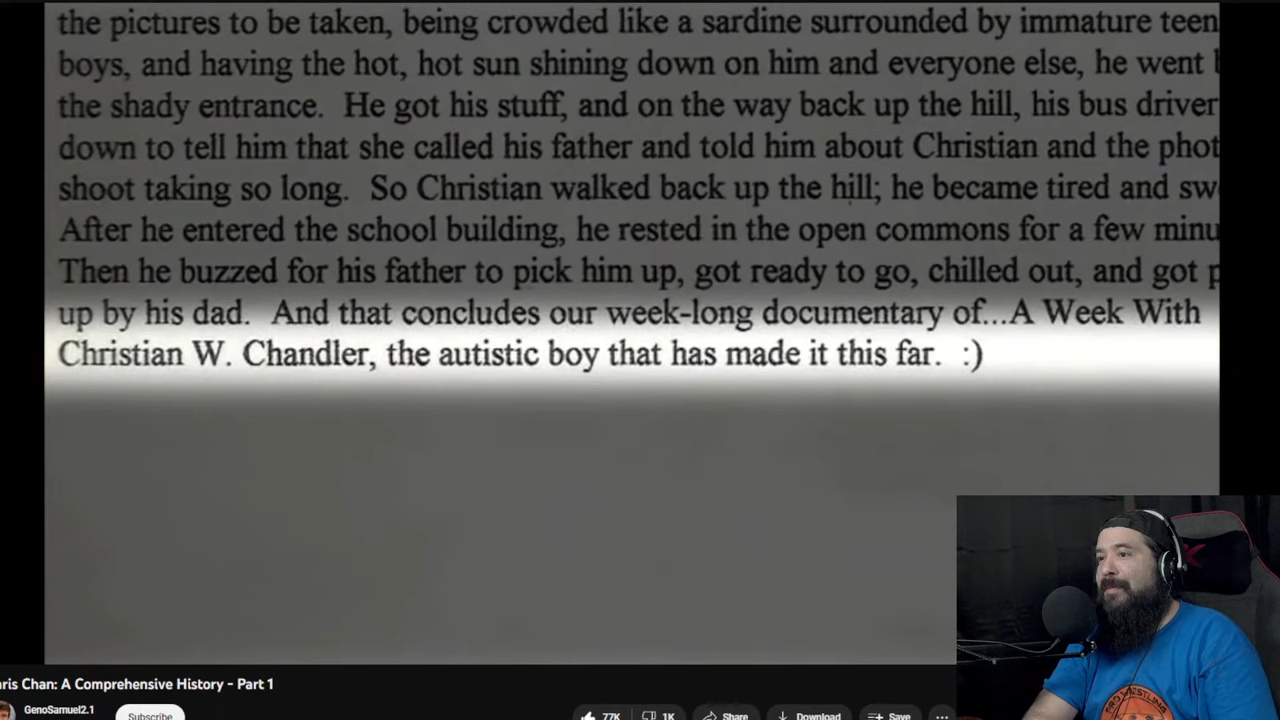 the pictures to be taken, being crowded like a sardine surrounded by immature teen
boys, and having the hot, hot sun shining down on him and everyone else, he went
the shady entrance. He got his stuff, and on the way back up the hill, his bus driver
down to tell him that she called his father and told him about Christian and the phot
shoot taking so long. So Christian walked back up the hill; he became tired and sw
After he entered the school building, he rested in the open commons for a few minu
Then he buzzed for his father to pick him up, got ready to go, chilled out, and got p
up by his dad. And that concludes our week-long documentary of...A Week With
Christian W. Chandler, the autistic boy that has made it this far. :)
aris Chan: A Comprehensive History - Part 1
GenoSamuel2.1
Subscribe
77K
1K
Share
Download
Save
...